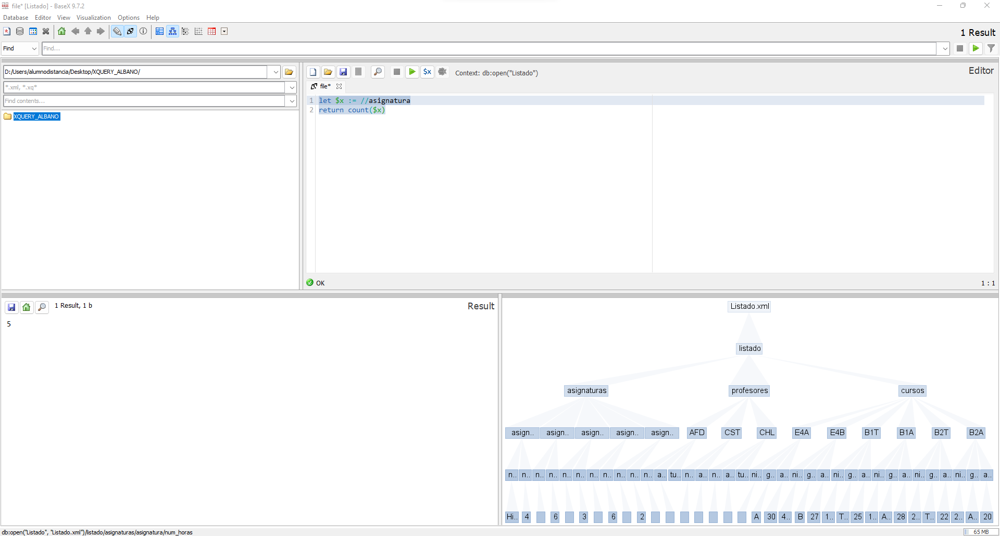 file* [Listado] - BaseX 9.7.2
Database Editor View Visualization Options Help
1 Result
Find Find...
D:/Users/alumnodistancia/Desktop/XQUERY_ALBANO/
*.xml, *.xq*
Find contents...
XQUERY_ALBANO
$x Context: db:open("Listado") Editor
file*
1 let $x := //asignatura
2 return count($x)
OK 1 : 1
1 Result, 1 b Result
5
Listado.xml
listado
asignaturas profesores cursos
asign.. asign.. asign.. asign.. asign.. AFD CST CHL E4A E4B B1T B1A B2T B2A
n.. n.. n.. n.. n.. n.. n.. n.. n.. n.. n.. a.. tu.. n.. a.. n.. a.. tu.. ni.. g.. a.. ni.. g.. a.. ni.. g.. a.. ni.. g.. a.. ni.. g.. a.. ni.. g.. a..
Hi.. 4 6 3 6 2 A 30 4.. B 27 1.. T.. 25 1.. A.. 28 2.. T.. 22 2.. A.. 20
db:open("Listado", "Listado.xml")/listado/asignaturas/asignatura/num_horas 65 MB